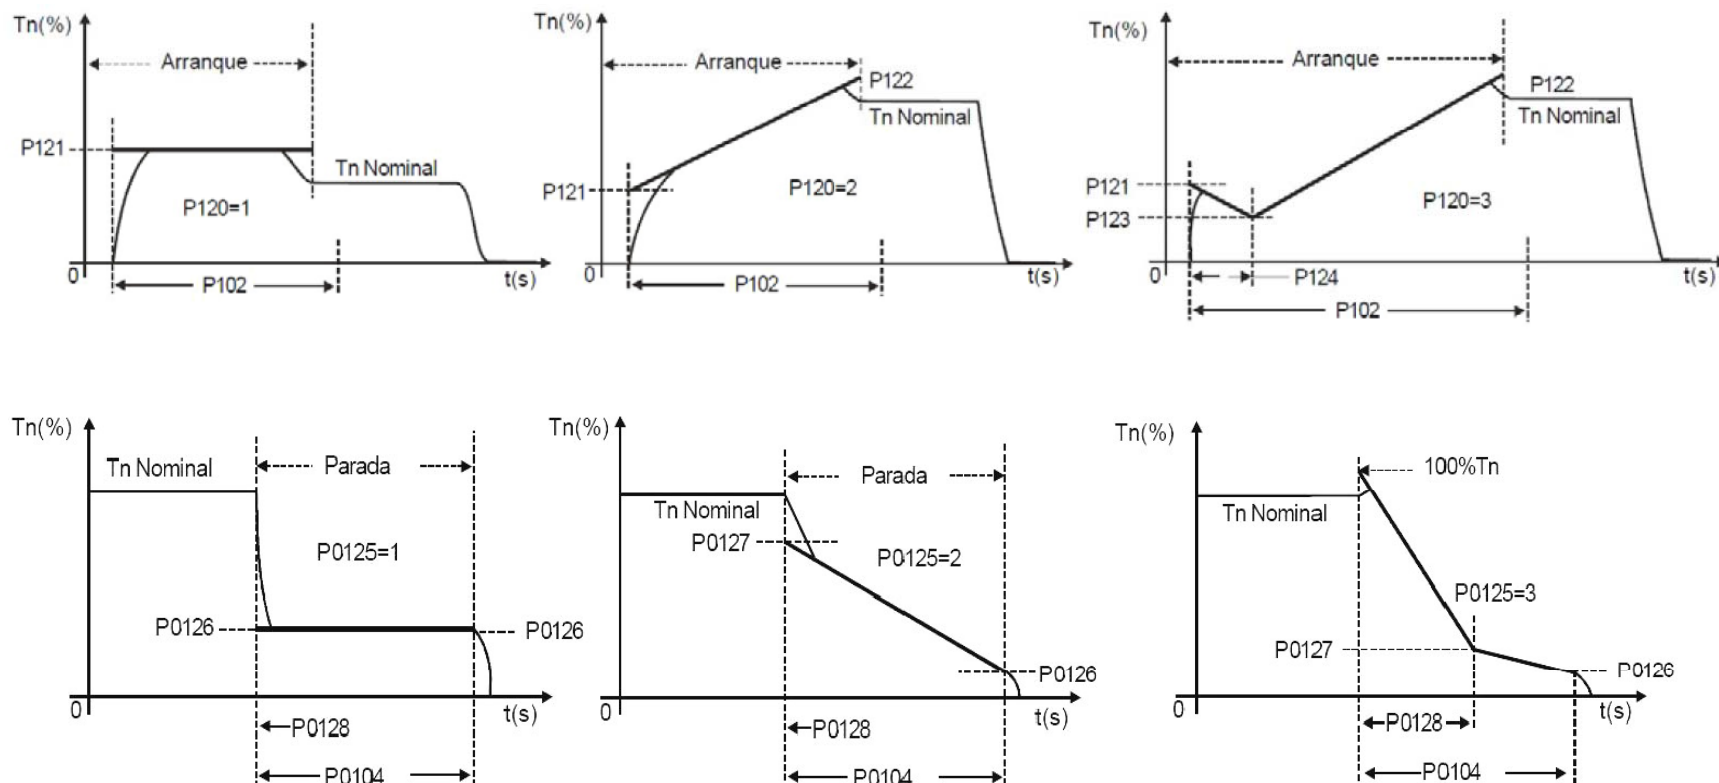 Tn(%)
Arranque
P121
Tn Nominal
P120=1
0
P102
t(s)
Tn(%)
Arranque
P122
Tn Nominal
P121
P120=2
0
P102
t(s)
Tn(%)
Arranque
P122
Tn Nominal
P121
P123
P120=3
0
P124
t(s)
P102
Tn(%)
Tn Nominal
Parada
P0125=1
P0126
P0126
0
t(s)
P0128
P0104
Tn(%)
Parada
Tn Nominal
P0127
P0125=2
P0126
0
t(s)
P0128
P0104
Tn(%)
100%Tn
Tn Nominal
P0125=3
P0127
P0126
0
P0128
t(s)
P0104